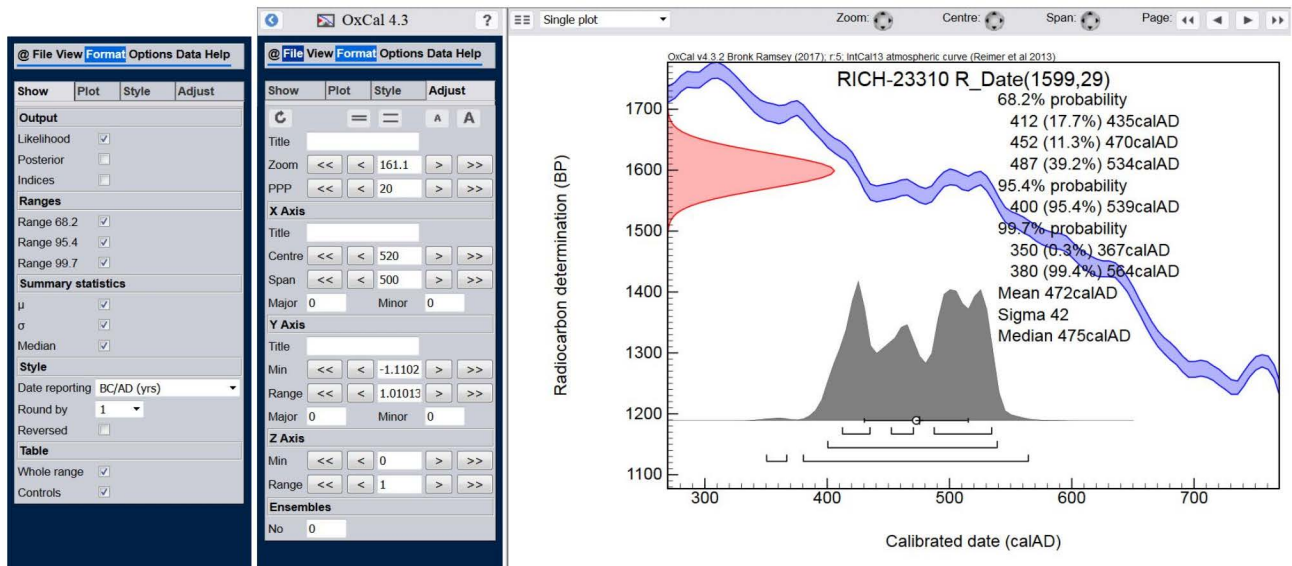 @ File View Format Options Data Help
Show Plot Style Adjust
Output
Likelihood
Posterior
Indices
Ranges
Range 68.2
Range 95.4
Range 99.7
Summary statistics
μ
σ
Median
Style
Date reporting BC/AD (yrs)
Round by 1
Reversed
Table
Whole range
Controls
OxCal 4.3 ?
@ File View Format Options Data Help
Show Plot Style Adjust
A A
Title
Zoom << < 161.1 > >>
PPP << < 20 > >>
X Axis
Title
Centre << < 520 > >>
Span << < 500 > >>
Major 0 Minor 0
Y Axis
Title
Min << < -1.1102 > >>
Range << < 1.01013 > >>
Major 0 Minor 0
Z Axis
Min << < 0 > >>
Range << < 1 > >>
Ensembles
No 0
Single plot Zoom: Centre: Span: Page:
OxCal v4.3.2 Bronk Ramsey (2017); r:5; IntCal13 atmospheric curve (Reimer et al 2013)
RICH-23310 R_Date(1599,29)
68.2% probability
412 (17.7%) 435calAD
452 (11.3%) 470calAD
487 (39.2%) 534calAD
95.4% probability
400 (95.4%) 539calAD
99.7% probability
350 (0.3%) 367calAD
380 (99.4%) 564calAD
Mean 472calAD
Sigma 42
Median 475calAD
Radiocarbon determination (BP)
1700
1600
1500
1400
1300
1200
1100
300 400 500 600 700
Calibrated date (calAD)